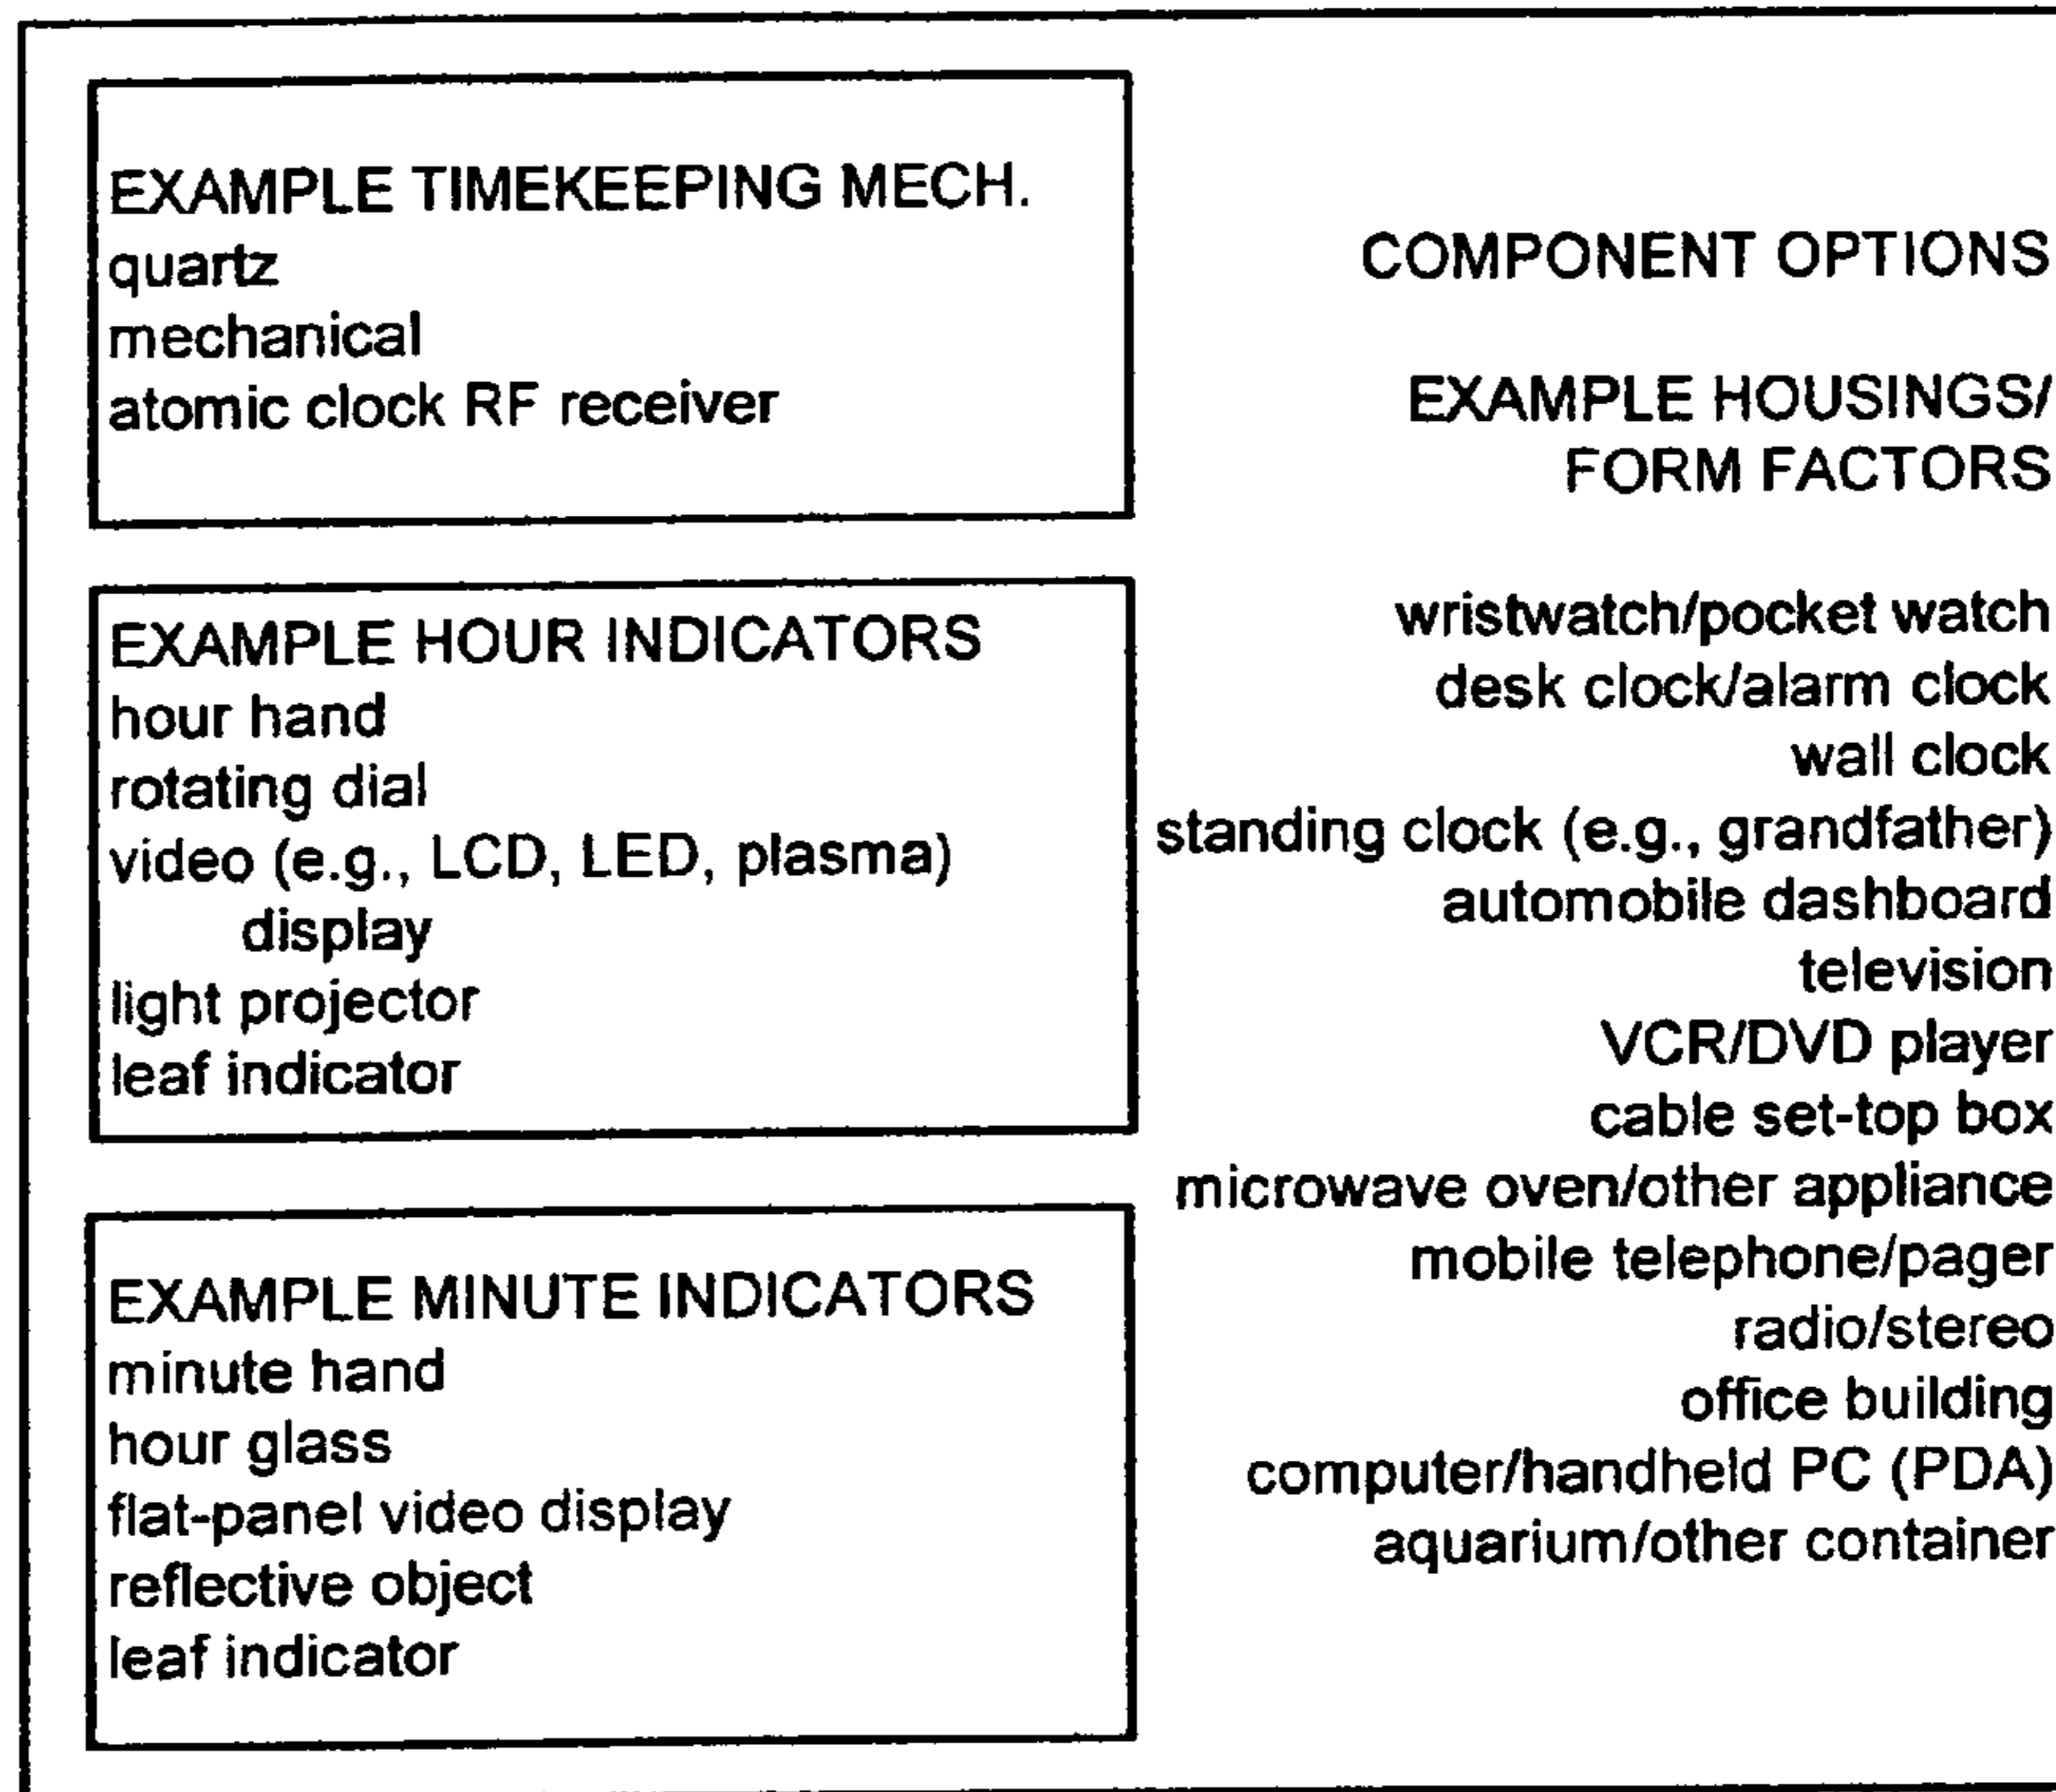 EXAMPLE TIMEKEEPING MECH.
quartz
mechanical
atomic clock RF receiver
EXAMPLE HOUR INDICATORS
hour hand
rotating dial
video (e.g., LCD, LED, plasma)
display
light projector
leaf indicator
EXAMPLE MINUTE INDICATORS
minute hand
hour glass
flat-panel video display
reflective object
leaf indicator
COMPONENT OPTIONS
EXAMPLE HOUSINGS/
FORM FACTORS
wristwatch/pocket watch
desk clock/alarm clock
wall clock
standing clock (e.g., grandfather)
automobile dashboard
television
VCR/DVD player
cable set-top box
microwave oven/other appliance
mobile telephone/pager
radio/stereo
office building
computer/handheld PC (PDA)
aquarium/other container